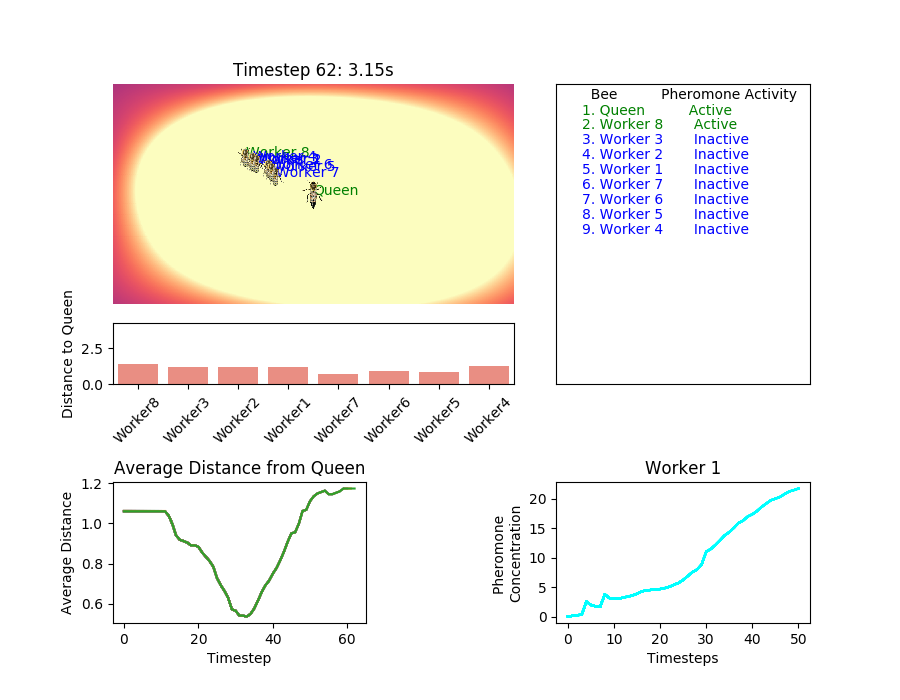 Timestep 62: 3.15s
Worker 8
Worker 6
Worker 5
Worker 7
Queen
Bee Pheromone Activity
1. Queen Active
2. Worker 8 Active
3. Worker 3 Inactive
4. Worker 2 Inactive
5. Worker 1 Inactive
6. Worker 7 Inactive
7. Worker 6 Inactive
8. Worker 5 Inactive
9. Worker 4 Inactive
Distance to Queen
2.5
0.0
Worker8
Worker3
Worker2
Worker1
Worker7
Worker6
Worker5
Worker4
Average Distance from Queen
Average Distance
1.2
1.0
0.8
0.6
0 20 40 60
Timestep
Worker 1
Pheromone
Concentration
20
15
10
5
0
0 10 20 30 40 50
Timesteps